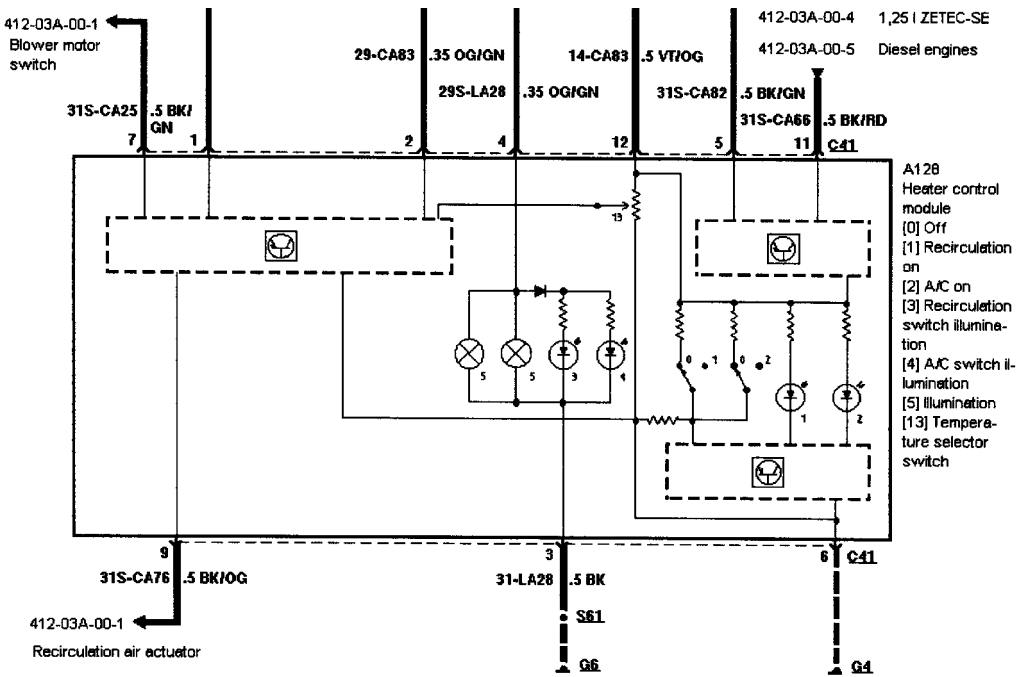 412-03A-00-1
Blower motor
switch
412-03A-00-4 1,25 l ZETEC-SE
412-03A-00-5 Diesel engines
29-CA83 .35 OG/GN
14-CA83 .5 VT/OG
29S-LA28 .35 OG/GN
31S-CA82 .5 BK/GN
31S-CA25 .5 BK/
GN
31S-CA66 .5 BK/RD
7 1 2 4 12 5 11 C41
A128
Heater control
module
[0] Off
[1] Recirculation
on
[2] A/C on
[3] Recirculation
switch illumina-
tion
[4] A/C switch il-
lumination
[5] Illumination
[13] Tempera-
ture selector
switch
13
0 1 0 2
5 5 3 4
1 2
9 3 6 C41
31S-CA76 .5 BK/OG
31-LA28 .5 BK
S61
412-03A-00-1
Recirculation air actuator
G6 G4